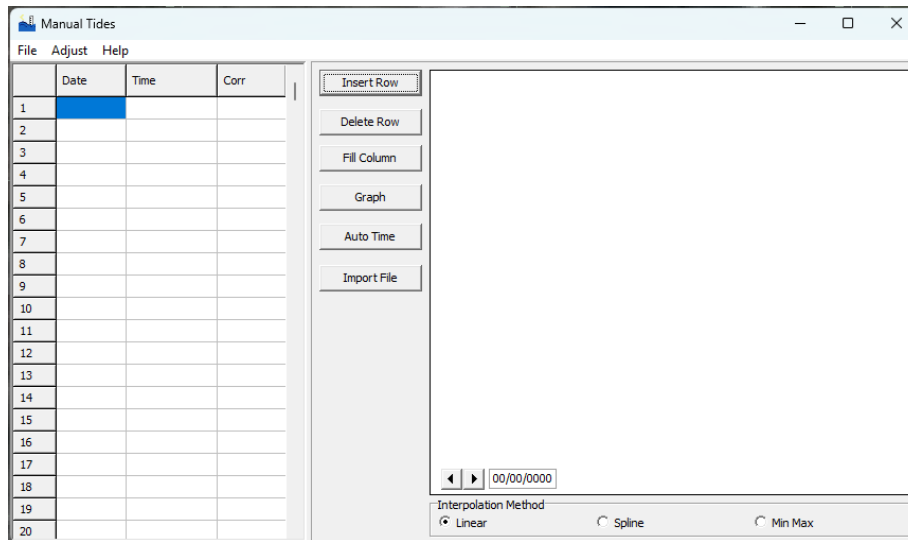 Manual Tides
File Adjust Help
Date Time Corr
1
2
3
4
5
6
7
8
9
10
11
12
13
14
15
16
17
18
19
20
Insert Row
Delete Row
Fill Column
Graph
Auto Time
Import File
00/00/0000
Interpolation Method
Linear Spline Min Max